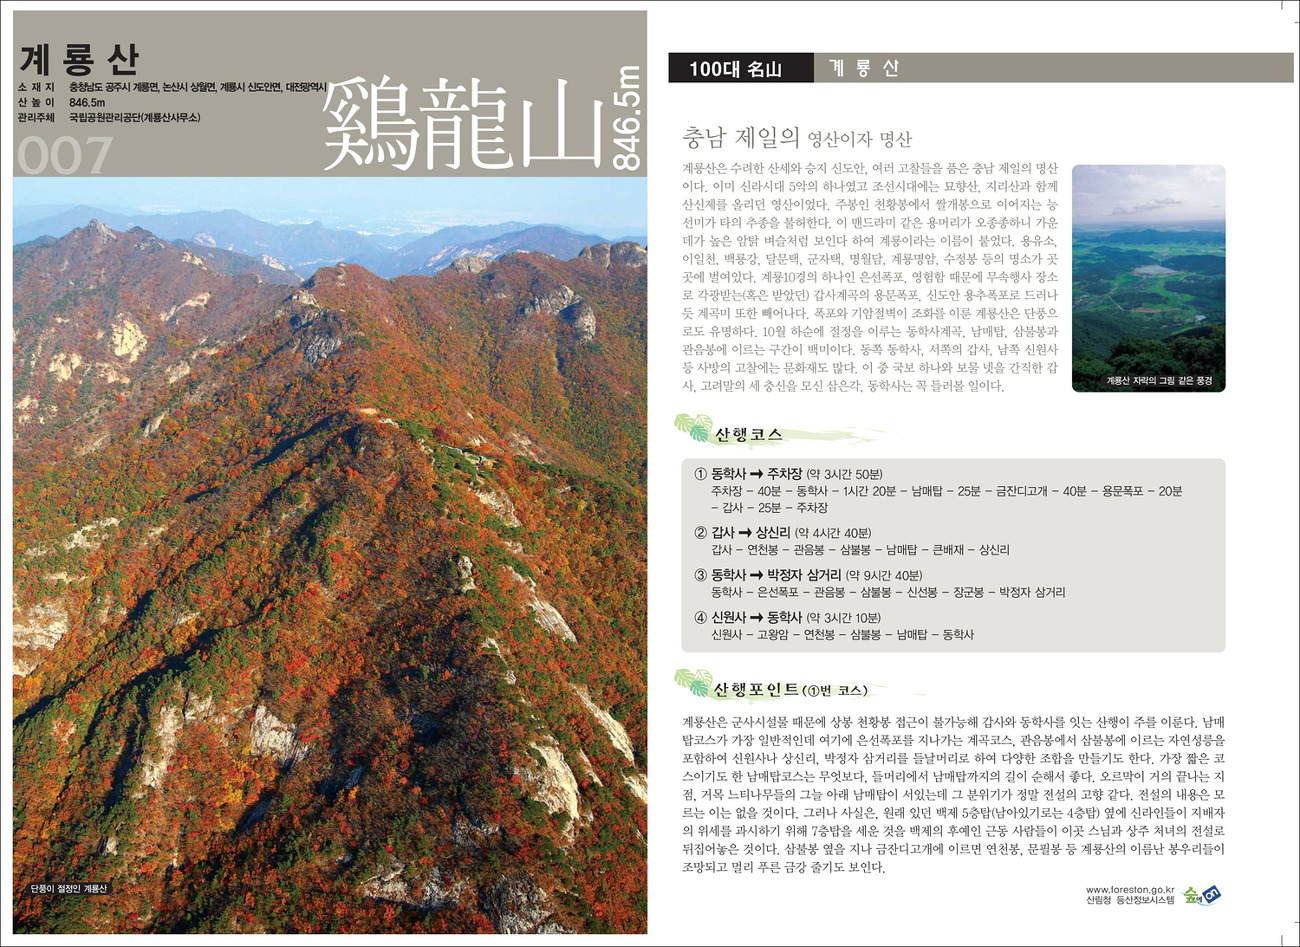 계룡산
소 재 지 충청남도 공주시 계룡면, 논산시 상월면, 계룡시 신도안면, 대전광역시
산 높 이 846.5m
관리주체 국립공원관리공단(계룡산사무소)
007
鷄龍山
846.5m
단풍이 절정인 계룡산
100대 名山 계 룡 산
충남 제일의 영산이자 명산
계룡산은 수려한 산세와 승지 신도안, 여러 고찰들을 품은 충남 제일의 명산
이다. 이미 신라시대 5악의 하나였고 조선시대에는 묘향산, 지리산과 함께
산신제를 올리던 영산이었다. 주봉인 천황봉에서 쌀개봉으로 이어지는 능
선미가 타의 추종을 불허한다. 이 맨드라미 같은 용머리가 오종종하니 가운
데가 높은 암탉 벼슬처럼 보인다 하여 계룡이라는 이름이 붙었다. 용유소,
이일천, 백룡강, 달문택, 군자택, 명월담, 계룡명암, 수정봉 등의 명소가 곳
곳에 벌여있다. 계룡10경의 하나인 은선폭포, 영험함 때문에 무속행사 장소
로 각광받는(혹은 받았던) 갑사계곡의 용문폭포, 신도안 용추폭포로 드러나
듯 계곡미 또한 빼어나다. 폭포와 기암절벽이 조화를 이룬 계룡산은 단풍으
로도 유명하다. 10월 하순에 절정을 이루는 동학사계곡, 남매탑, 삼불봉과
관음봉에 이르는 구간이 백미이다. 동쪽 동학사, 서쪽의 갑사, 남쪽 신원사
등 사방의 고찰에는 문화재도 많다. 이 중 국보 하나와 보물 넷을 간직한 갑
사, 고려말의 세 충신을 모신 삼은각, 동학사는 꼭 들러볼 일이다.
계룡산 자락의 그림 같은 풍경
산행코스
① 동학사 ➞ 주차장 (약 3시간 50분)
주차장 – 40분 – 동학사 – 1시간 20분 – 남매탑 – 25분 – 금잔디고개 – 40분 – 용문폭포 – 20분
– 갑사 – 25분 – 주차장
② 갑사 ➞ 상신리 (약 4시간 40분)
갑사 – 연천봉 – 관음봉 – 삼불봉 – 남매탑 – 큰배재 – 상신리
③ 동학사 ➞ 박정자 삼거리 (약 9시간 40분)
동학사 – 은선폭포 – 관음봉 – 삼불봉 – 신선봉 – 장군봉 – 박정자 삼거리
④ 신원사 ➞ 동학사 (약 3시간 10분)
신원사 – 고왕암 – 연천봉 – 삼불봉 – 남매탑 – 동학사
산행포인트(①번 코스)
계룡산은 군사시설물 때문에 상봉 천황봉 접근이 불가능해 갑사와 동학사를 잇는 산행이 주를 이룬다. 남매
탑코스가 가장 일반적인데 여기에 은선폭포를 지나가는 계곡코스, 관음봉에서 삼불봉에 이르는 자연성릉을
포함하여 신원사나 상신리, 박정자 삼거리를 들날머리로 하여 다양한 조합을 만들기도 한다. 가장 짧은 코
스이기도 한 남매탑코스는 무엇보다, 들머리에서 남매탑까지의 길이 순해서 좋다. 오르막이 거의 끝나는 지
점, 거목 느티나무들의 그늘 아래 남매탑이 서있는데 그 분위기가 정말 전설의 고향 같다. 전설의 내용은 모
르는 이는 없을 것이다. 그러나 사실은, 원래 있던 백제 5층탑(남아있기로는 4층탑) 옆에 신라인들이 지배자
의 위세를 과시하기 위해 7층탑을 세운 것을 백제의 후예인 근동 사람들이 이곳 스님과 상주 처녀의 전설로
뒤집어놓은 것이다. 삼불봉 옆을 지나 금잔디고개에 이르면 연천봉, 문필봉 등 계룡산의 이름난 봉우리들이
조망되고 멀리 푸른 금강 줄기도 보인다.
www.foreston.go.kr
산림청 등산정보시스템
숲에on